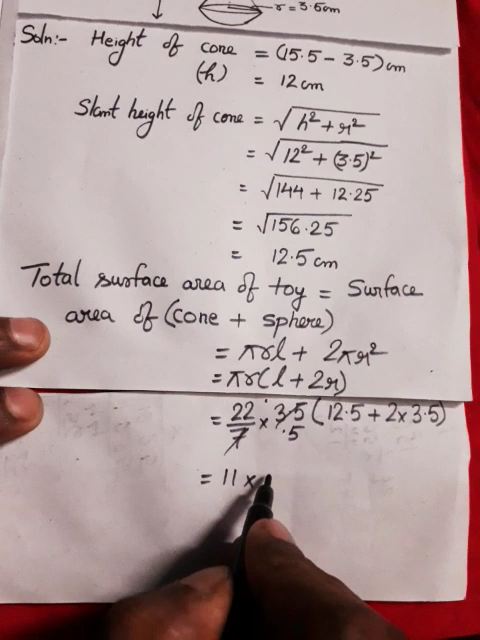 r = 3.5cm
Soln:- Height of cone = (15.5 - 3.5) cm
(h) = 12 cm
Slant height of cone = √h² + r²
= √12² + (3.5)²
= √144 + 12.25
= √156.25
= 12.5 cm
Total surface area of toy = Surface
area of (cone + sphere)
= πrl + 2πr²
= πr(l + 2r)
= 22/7 × 3.5 (12.5 + 2×3.5)
.5
= 11 ×